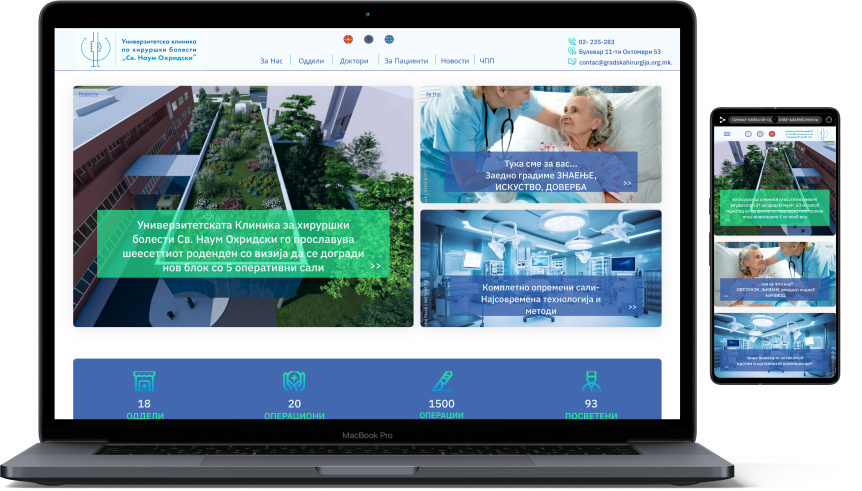 Универзитетска клиника
по хируршки болести
„Св. Наум Охридски"
02- 235-283
Булевар 11-ти Октомври 53
contac@gradskahirurgija.org.mk.
За Нас
Оддели
Доктори
За Пациенти
Новости
ЧПП
Новости
Универзитетската Клиника за хируршки
болести Св. Наум Охридски го прославува
шеесеттиот роденден со визија да се догради
нов блок со 5 оперативни сали
>>
За Нас
Тука сме за вас...
Заедно градиме ЗНАЕЊЕ,
ИСКУСТВО, ДОВЕРБА
>>
Комплетно опремени сали-
Најсовремена технологија и
методи
>>
18
ОДДЕЛИ
20
ОПЕРАЦИОНИ
1500
ОПЕРАЦИИ
93
ПОСВЕТЕНИ
MacBook Pro